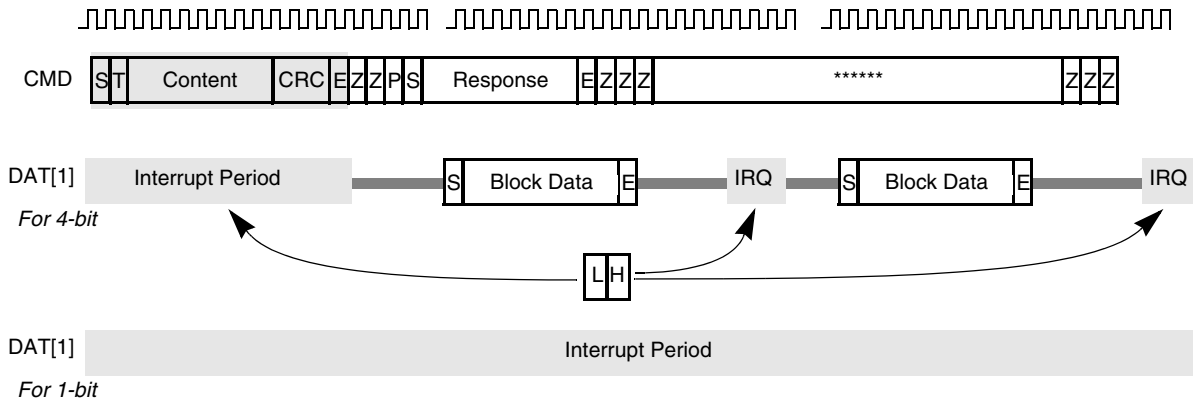 CMD S T Content CRC E Z Z P S Response E Z Z Z ****** Z Z Z
DAT[1] Interrupt Period S Block Data E IRQ S Block Data E IRQ
For 4-bit
L H
DAT[1] Interrupt Period
For 1-bit